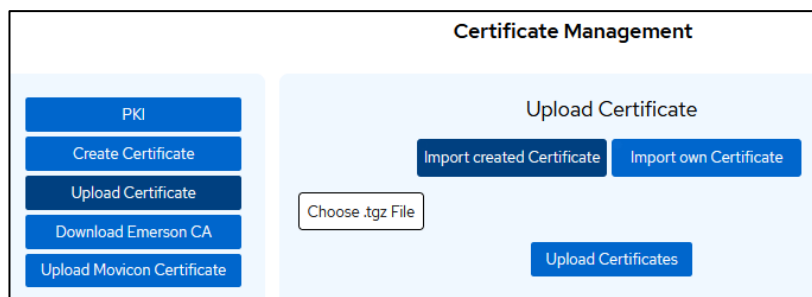 Certificate Management
PKI
Create Certificate
Upload Certificate
Download Emerson CA
Upload Movicon Certificate
Upload Certificate
Import created Certificate
Import own Certificate
Choose .tgz File
Upload Certificates